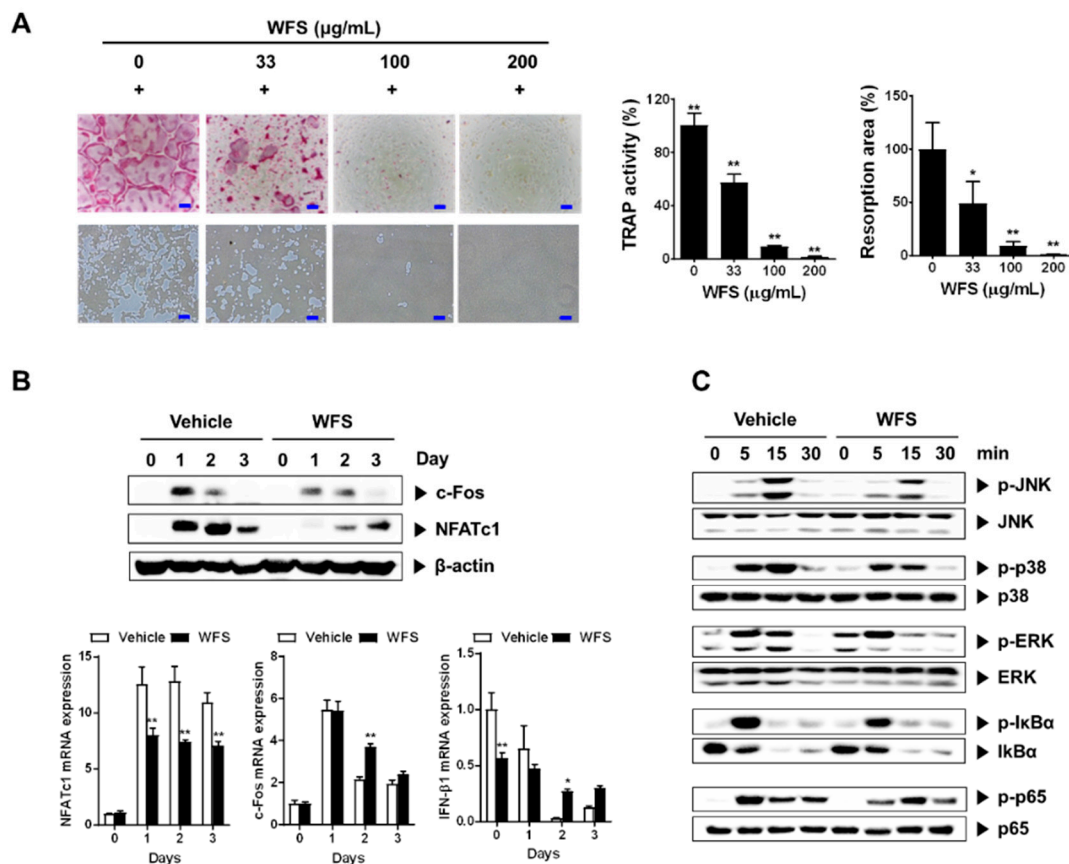 A
WFS (µg/mL)
0 33 100 200
+ + + +
TRAP activity (%)
120
80
40
0
** ** ** **
0 33 100 200
WFS (µg/mL)
Resorption area (%)
150
100
50
0
* ** **
0 33 100 200
WFS (µg/mL)
B
Vehicle WFS
0 1 2 3 0 1 2 3 Day
c-Fos
NFATc1
β-actin
Vehicle WFS
NFATc1 mRNA expression
15
10
5
0
** ** **
0 1 2 3
Days
Vehicle WFS
c-Fos mRNA expression
8
6
4
2
0
**
0 1 2 3
Days
Vehicle WFS
IFN-β1 mRNA expression
1.5
1.0
0.5
0.0
** *
0 1 2 3
Days
C
Vehicle WFS
0 5 15 30 0 5 15 30 min
p-JNK
JNK
p-p38
p38
p-ERK
ERK
p-IκBα
IκBα
p-p65
p65